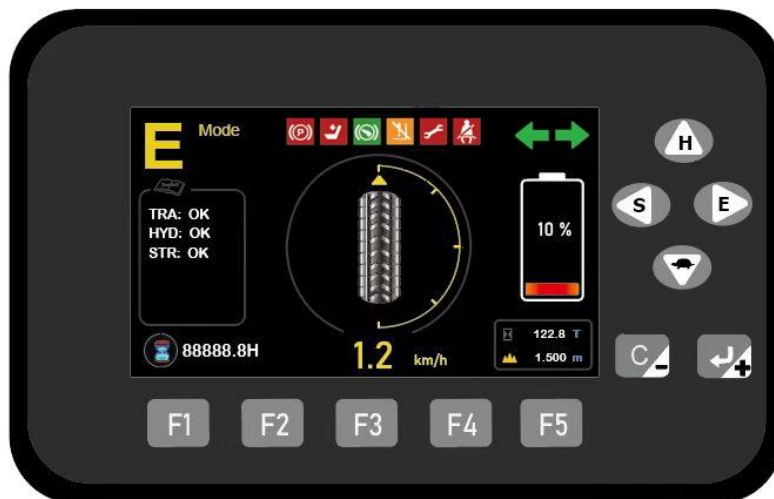 E Mode
(P)
TRA: OK
HYD: OK
STR: OK
10 %
88888.8H
1.2 km/h
122.8 T
1.500 m
H
S
E
C -
+
F1 F2 F3 F4 F5